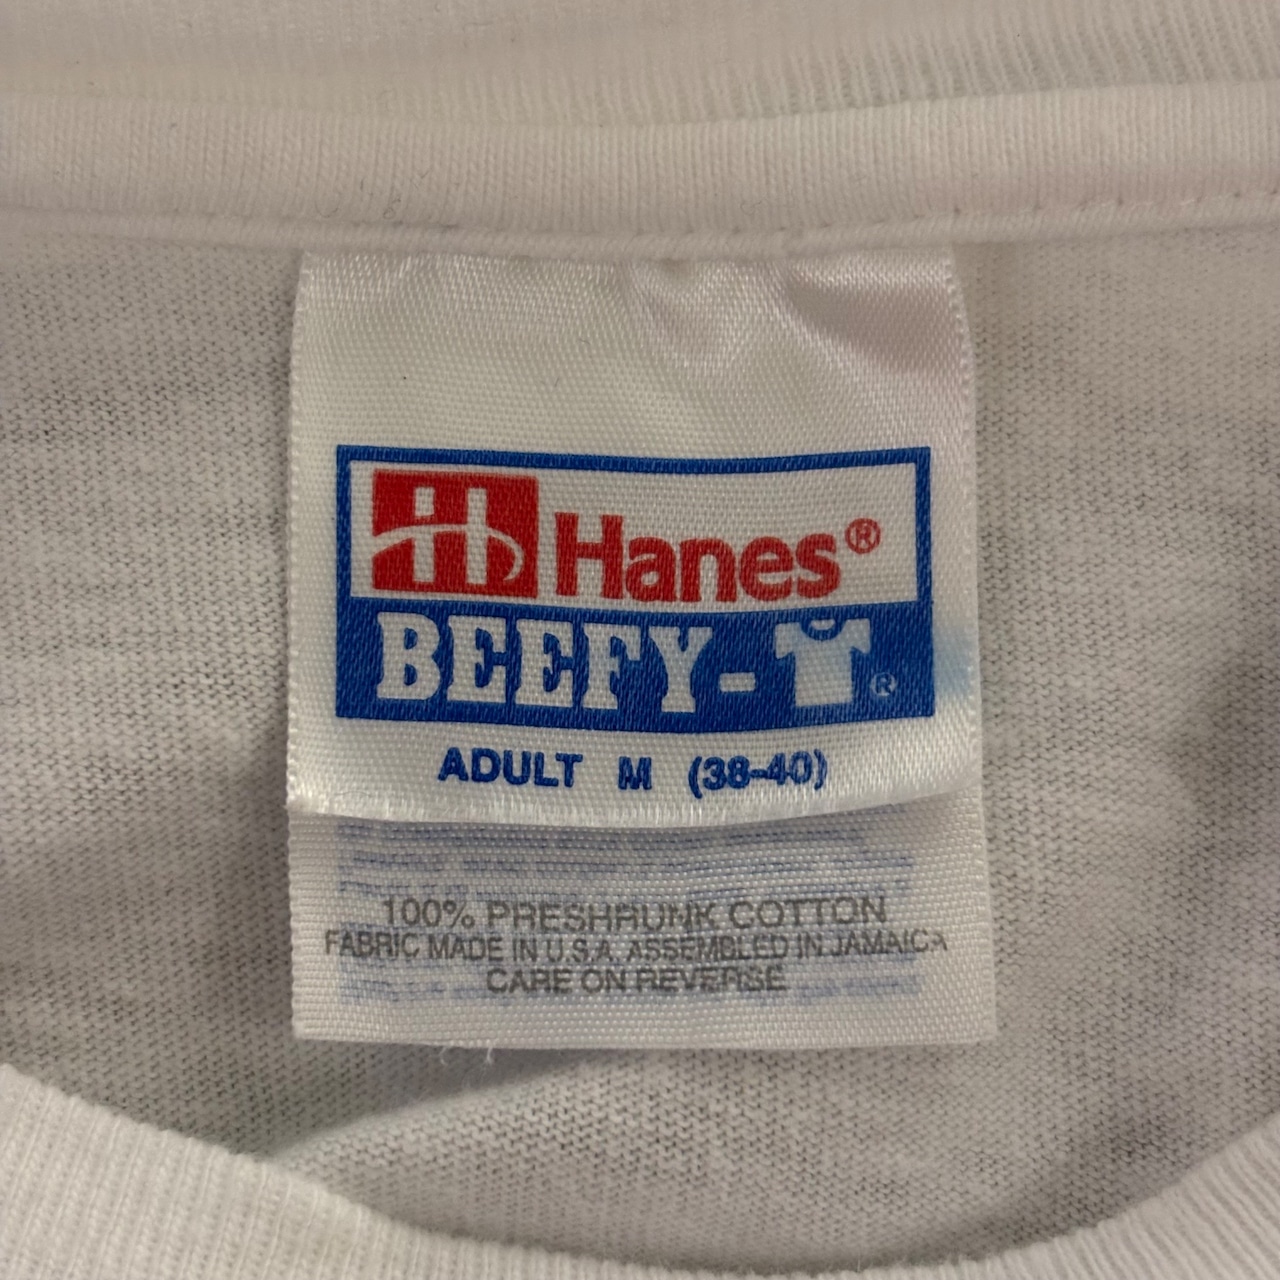 H Hanes®
BEEFY-T®
ADULT M (38-40)
100% PRESHRUNK COTTON
FABRIC MADE IN U.S.A. ASSEMBLED IN JAMAICA
CARE ON REVERSE